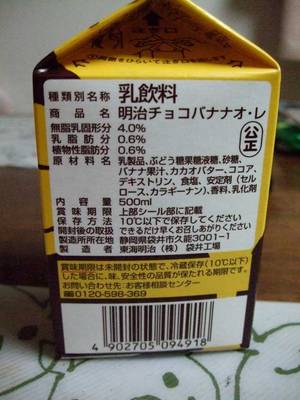 種類別名称 乳飲料
商品名 明治チョコバナナオ・レ
公正
無脂乳固形分 4.0%
乳脂肪分 0.6%
植物性脂肪分 0.6%
原材料名 乳製品、ぶどう糖果糖液糖、砂糖、
バナナ果汁、カカオバター、ココア、
デキストリン、食塩、安定剤(セル
ロース、カラギーナン)、香料、乳化剤
内容量 500ml
賞味期限 上部シール部に記載
保存方法 10℃以下で保存してください
開封後の取扱 できるだけ早くお召し上がりください
製造所所在地 静岡県袋井市久能3001-1
製造者 東海明治(株) 袋井工場
賞味期限は未開封の状態で、冷蔵保存(10℃以下)
した場合に、味、安全性の品質が保たれる期限です。
お問い合わせ先:お客様相談センター
0120-598-369
4 902705 094918